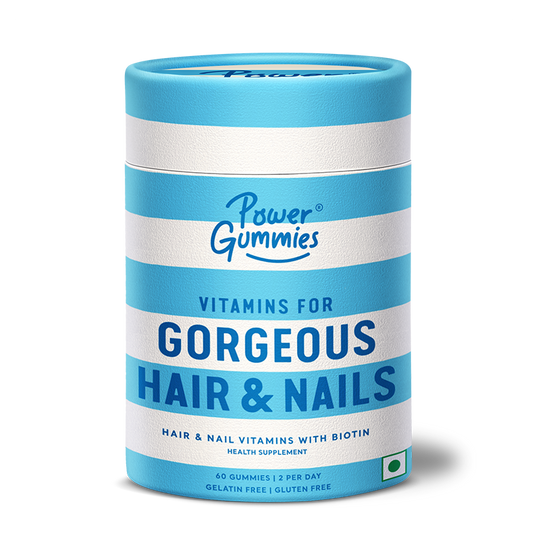 Power
Power®
Gummies
VITAMINS FOR
GORGEOUS
HAIR & NAILS
HAIR & NAIL VITAMINS WITH BIOTIN
HEALTH SUPPLEMENT
60 GUMMIES | 2 PER DAY
GELATIN FREE | GLUTEN FREE